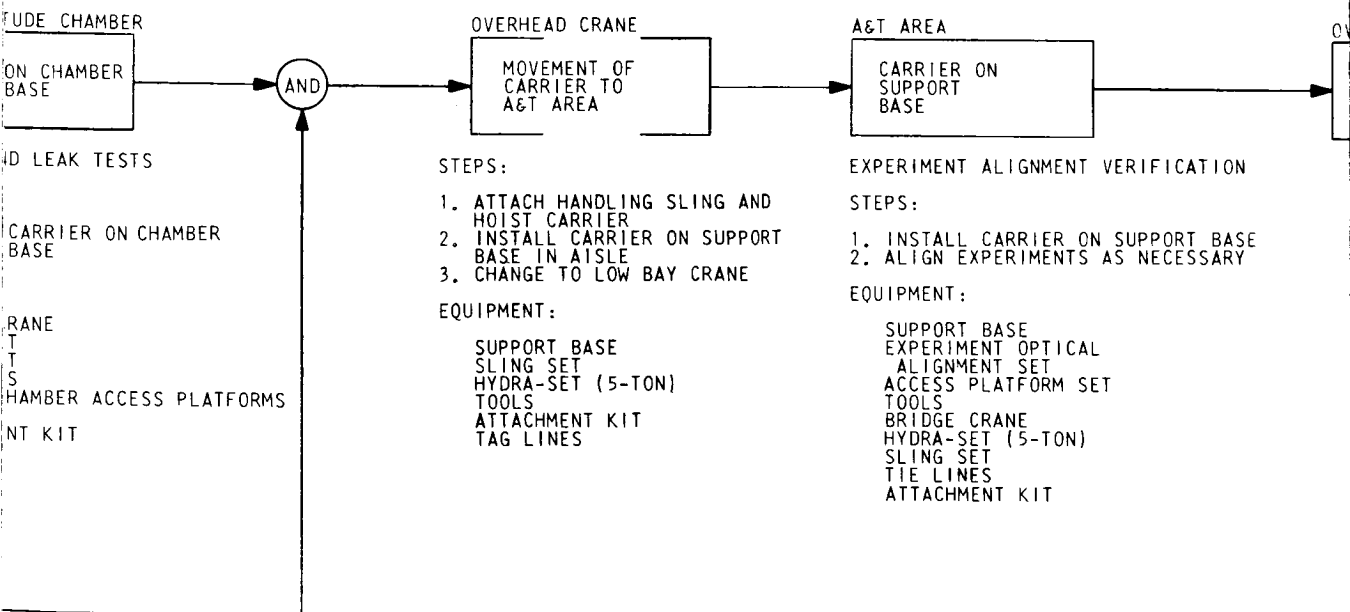 TUDE CHAMBER
ON CHAMBER
BASE
ND LEAK TESTS
CARRIER ON CHAMBER
BASE
RANE
T
T
S
HAMBER ACCESS PLATFORMS
NT KIT
AND
OVERHEAD CRANE
MOVEMENT OF
CARRIER TO
A&T AREA
STEPS:
1. ATTACH HANDLING SLING AND
HOIST CARRIER
2. INSTALL CARRIER ON SUPPORT
BASE IN AISLE
3. CHANGE TO LOW BAY CRANE
EQUIPMENT:
SUPPORT BASE
SLING SET
HYDRA-SET (5-TON)
TOOLS
ATTACHMENT KIT
TAG LINES
A&T AREA
CARRIER ON
SUPPORT
BASE
EXPERIMENT ALIGNMENT VERIFICATION
STEPS:
1. INSTALL CARRIER ON SUPPORT BASE
2. ALIGN EXPERIMENTS AS NECESSARY
EQUIPMENT:
SUPPORT BASE
EXPERIMENT OPTICAL
ALIGNMENT SET
ACCESS PLATFORM SET
TOOLS
BRIDGE CRANE
HYDRA-SET (5-TON)
SLING SET
TIE LINES
ATTACHMENT KIT